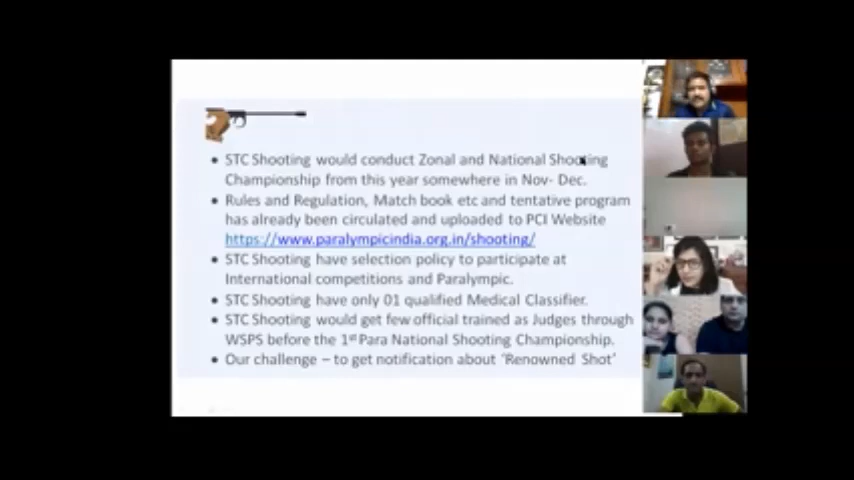 • STC Shooting would conduct Zonal and National Shooting
Championship from this year somewhere in Nov- Dec.
• Rules and Regulation, Match book etc and tentative program
has already been circulated and uploaded to PCI Website
https://www.paralympicindia.org.in/shooting/
• STC Shooting have selection policy to participate at
International competitions and Paralympic.
• STC Shooting have only 01 qualified Medical Classifier.
• STC Shooting would get few official trained as Judges through
WSPS before the 1st Para National Shooting Championship.
• Our challenge – to get notification about ‘Renowned Shot’